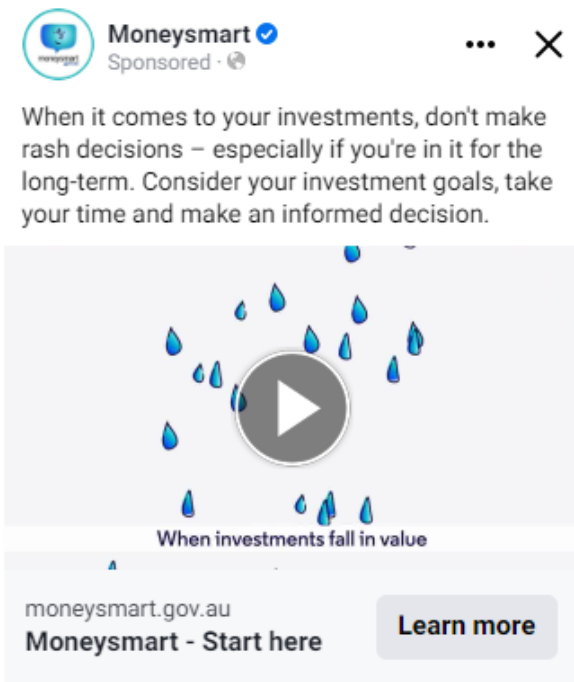 Moneysmart
Sponsored ·
When it comes to your investments, don't make
rash decisions – especially if you're in it for the
long-term. Consider your investment goals, take
your time and make an informed decision.
When investments fall in value
moneysmart.gov.au
Moneysmart - Start here
Learn more